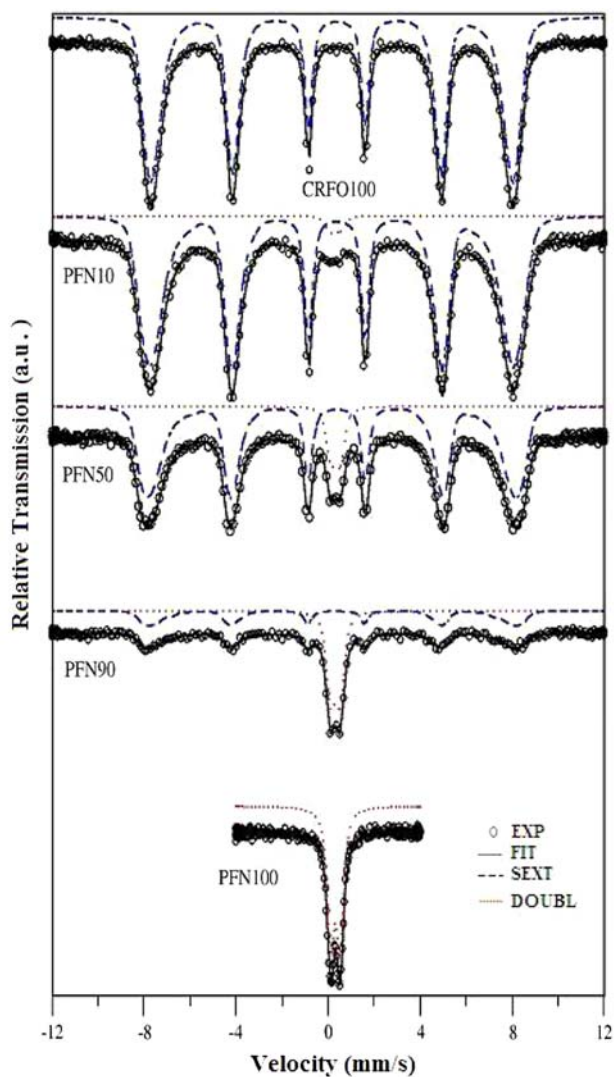 CRFO100
PFN10
PFN50
PFN90
PFN100
EXP
FIT
SEXT
DOUBL
Relative Transmission (a.u.)
-12 -8 -4 0 4 8 12
Velocity (mm/s)